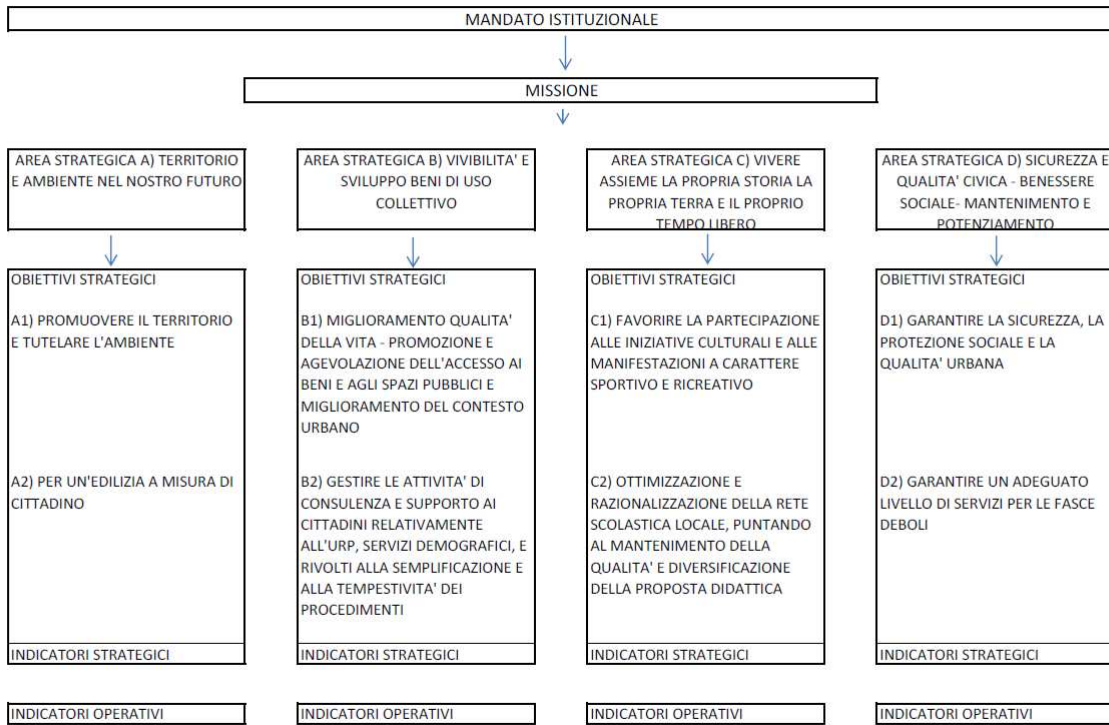 MANDATO ISTITUZIONALE
MISSIONE
AREA STRATEGICA A) TERRITORIO
E AMBIENTE NEL NOSTRO FUTURO
AREA STRATEGICA B) VIVIBILITA' E
SVILUPPO BENI DI USO
COLLETTIVO
AREA STRATEGICA C) VIVERE
ASSIEME LA PROPRIA STORIA LA
PROPRIA TERRA E IL PROPRIO
TEMPO LIBERO
AREA STRATEGICA D) SICUREZZA E
QUALITA' CIVICA - BENESSERE
SOCIALE- MANTENIMENTO E
POTENZIAMENTO
OBIETTIVI STRATEGICI
A1) PROMUOVERE IL TERRITORIO
E TUTELARE L'AMBIENTE
A2) PER UN'EDILIZIA A MISURA DI
CITTADINO
INDICATORI STRATEGICI
OBIETTIVI STRATEGICI
B1) MIGLIORAMENTO QUALITA'
DELLA VITA - PROMOZIONE E
AGEVOLAZIONE DELL'ACCESSO AI
BENI E AGLI SPAZI PUBBLICI E
MIGLIORAMENTO DEL CONTESTO
URBANO
B2) GESTIRE LE ATTIVITA' DI
CONSULENZA E SUPPORTO AI
CITTADINI RELATIVAMENTE
ALL'URP, SERVIZI DEMOGRAFICI, E
RIVOLTI ALLA SEMPLIFICAZIONE E
ALLA TEMPESTIVITA' DEI
PROCEDIMENTI
INDICATORI STRATEGICI
OBIETTIVI STRATEGICI
C1) FAVORIRE LA PARTECIPAZIONE
ALLE INIZIATIVE CULTURALI E ALLE
MANIFESTAZIONI A CARATTERE
SPORTIVO E RICREATIVO
C2) OTTIMIZZAZIONE E
RAZIONALIZZAZIONE DELLA RETE
SCOLASTICA LOCALE, PUNTANDO
AL MANTENIMENTO DELLA
QUALITA' E DIVERSIFICAZIONE
DELLA PROPOSTA DIDATTICA
INDICATORI STRATEGICI
OBIETTIVI STRATEGICI
D1) GARANTIRE LA SICUREZZA, LA
PROTEZIONE SOCIALE E LA
QUALITA' URBANA
D2) GARANTIRE UN ADEGUATO
LIVELLO DI SERVIZI PER LE FASCE
DEBOLI
INDICATORI STRATEGICI
INDICATORI OPERATIVI
INDICATORI OPERATIVI
INDICATORI OPERATIVI
INDICATORI OPERATIVI